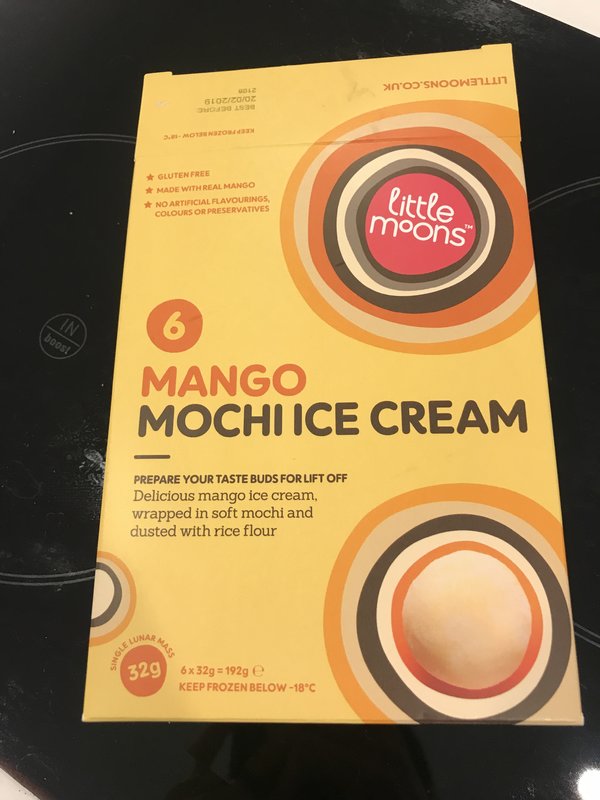 LITTLEMOONS.CO.UK
BEST BEFORE
20/02/2019
2108
KEEP FROZEN BELOW -18°C
★ GLUTEN FREE
★ MADE WITH REAL MANGO
★ NO ARTIFICIAL FLAVOURINGS,
COLOURS OR PRESERVATIVES
little
moons™
6
MANGO
MOCHI ICE CREAM
PREPARE YOUR TASTE BUDS FOR LIFT OFF
Delicious mango ice cream,
wrapped in soft mochi and
dusted with rice flour
SINGLE LUNAR MASS
32g
6 x 32g = 192g ℮
KEEP FROZEN BELOW -18°C
IN
boost